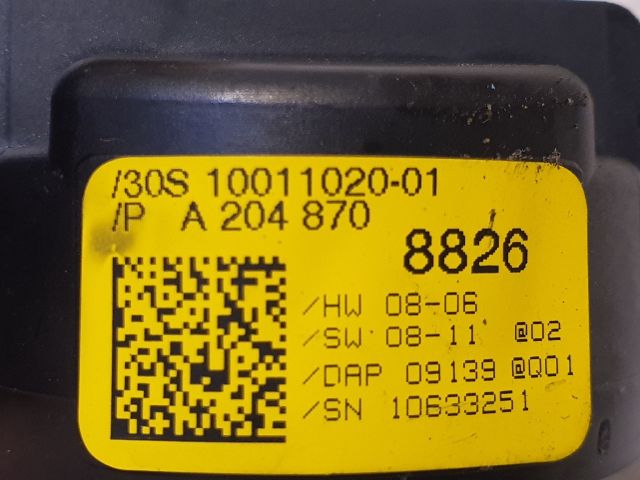 /30S 10011020-01
/P A 204 870
8826
/HW 08-06
/SW 08-11 @02
/DAP 09139 @Q01
/SN 10633251